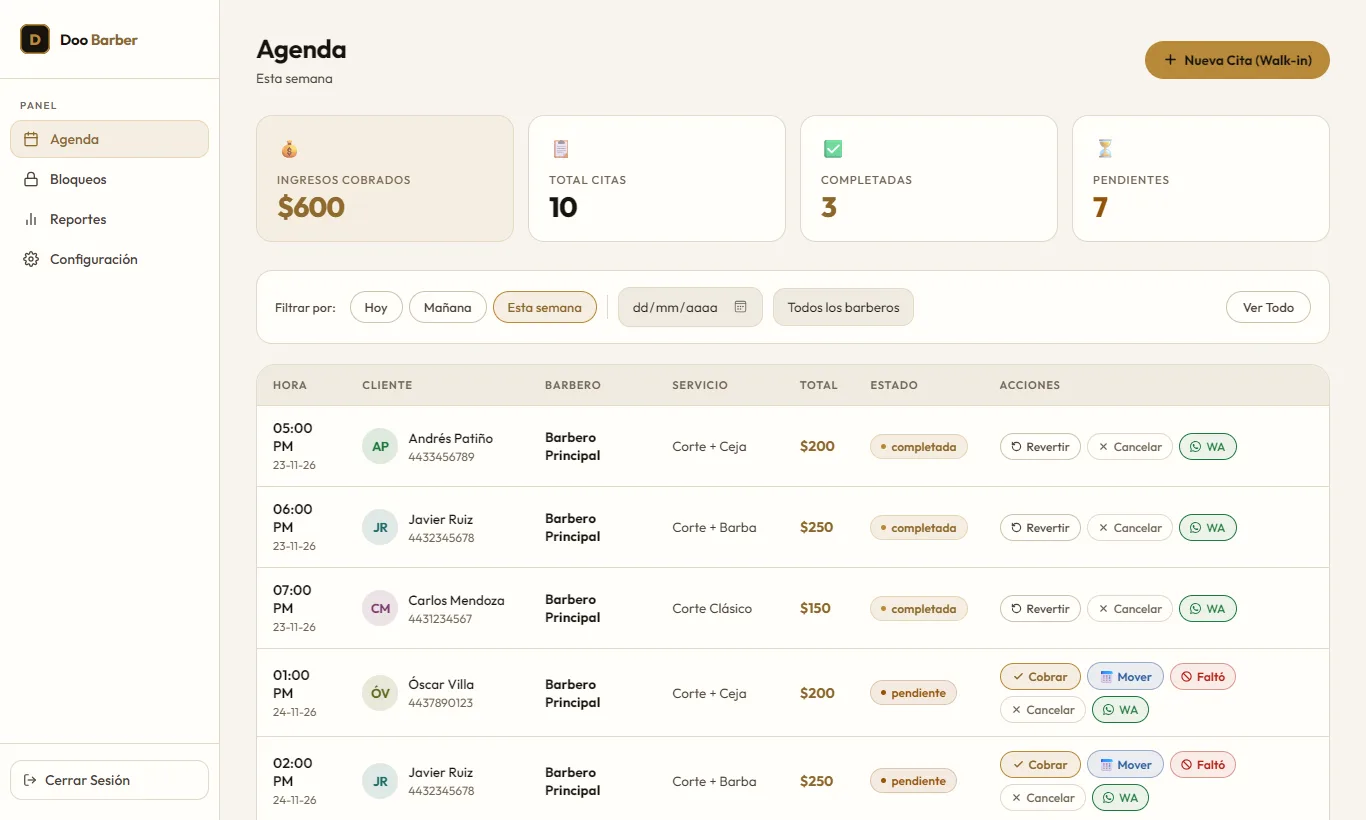 D Doo Barber
PANEL
Agenda
Bloqueos
Reportes
Configuración
Cerrar Sesión
Agenda
Esta semana
+ Nueva Cita (Walk-in)
INGRESOS COBRADOS
$600
TOTAL CITAS
10
COMPLETADAS
3
PENDIENTES
7
Filtrar por: Hoy Mañana Esta semana dd/mm/aaaa Todos los barberos Ver Todo
HORA CLIENTE BARBERO SERVICIO TOTAL ESTADO ACCIONES
05:00 PM
23-11-26
AP
Andrés Patiño
4433456789
Barbero Principal
Corte + Ceja
$200
completada
Revertir
× Cancelar
WA
06:00 PM
23-11-26
JR
Javier Ruiz
4432345678
Barbero Principal
Corte + Barba
$250
completada
Revertir
× Cancelar
WA
07:00 PM
23-11-26
CM
Carlos Mendoza
4431234567
Barbero Principal
Corte Clásico
$150
completada
Revertir
× Cancelar
WA
01:00 PM
24-11-26
ÓV
Óscar Villa
4437890123
Barbero Principal
Corte + Ceja
$200
pendiente
✓ Cobrar
Mover
Faltó
× Cancelar
WA
02:00 PM
24-11-26
JR
Javier Ruiz
4432345678
Barbero Principal
Corte + Barba
$250
pendiente
✓ Cobrar
Mover
Faltó
× Cancelar
WA